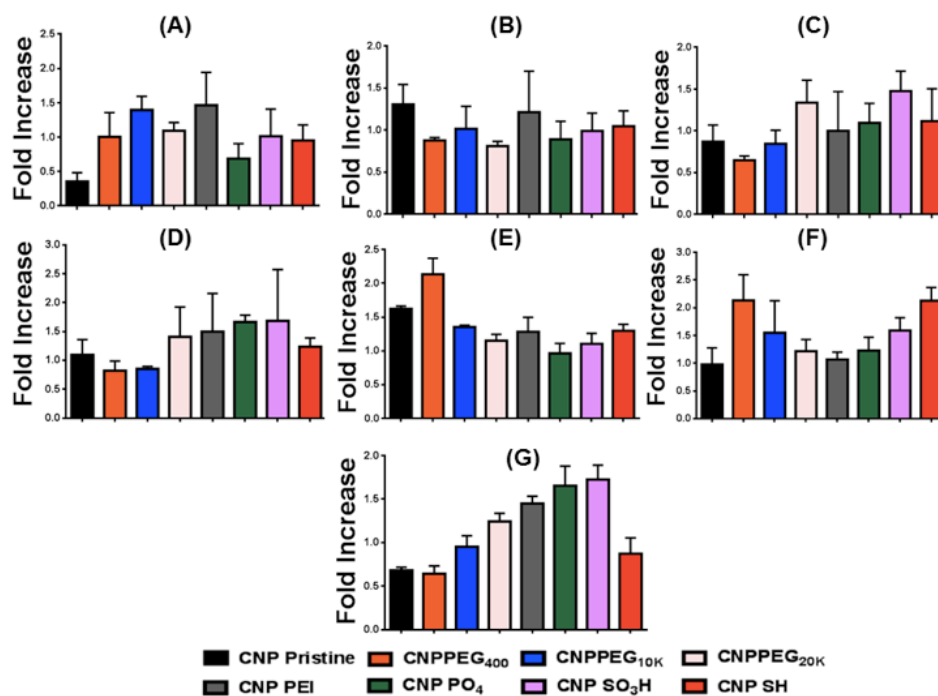 (A)
Fold Increase
2.5
2.0
1.5
1.0
0.5
0.0
(B)
Fold Increase
2.0
1.5
1.0
0.5
0.0
(C)
Fold Increase
2.0
1.5
1.0
0.5
0.0
(D)
Fold Increase
3.0
2.5
2.0
1.5
1.0
0.5
0.0
(E)
Fold Increase
2.5
2.0
1.5
1.0
0.5
0.0
(F)
Fold Increase
3.0
2.5
2.0
1.5
1.0
0.5
0.0
(G)
Fold Increase
2.0
1.5
1.0
0.5
0.0
CNP Pristine CNPPEG₄₀₀ CNPPEG₁₀ₖ CNPPEG₂₀ₖ
CNP PEI CNP PO₄ CNP SO₃H CNP SH